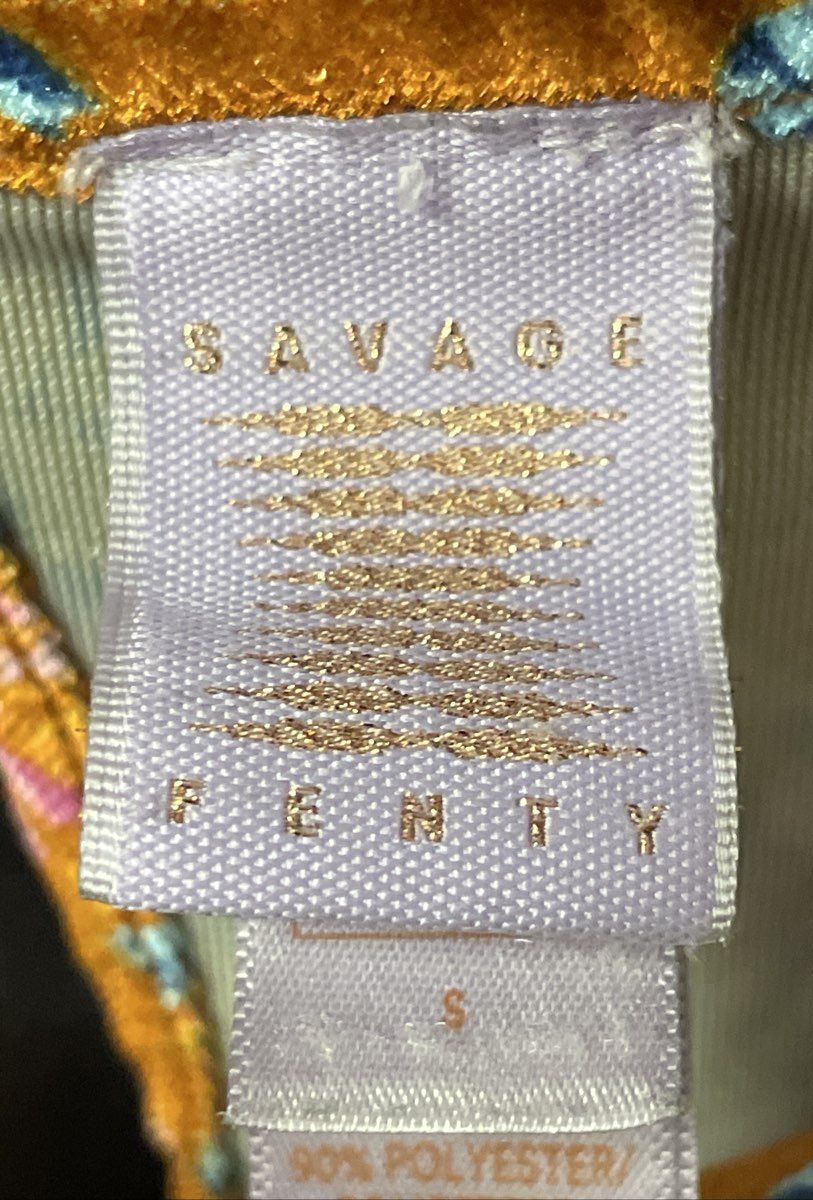 SAVAGE
FENTY
S
90% POLYESTER/